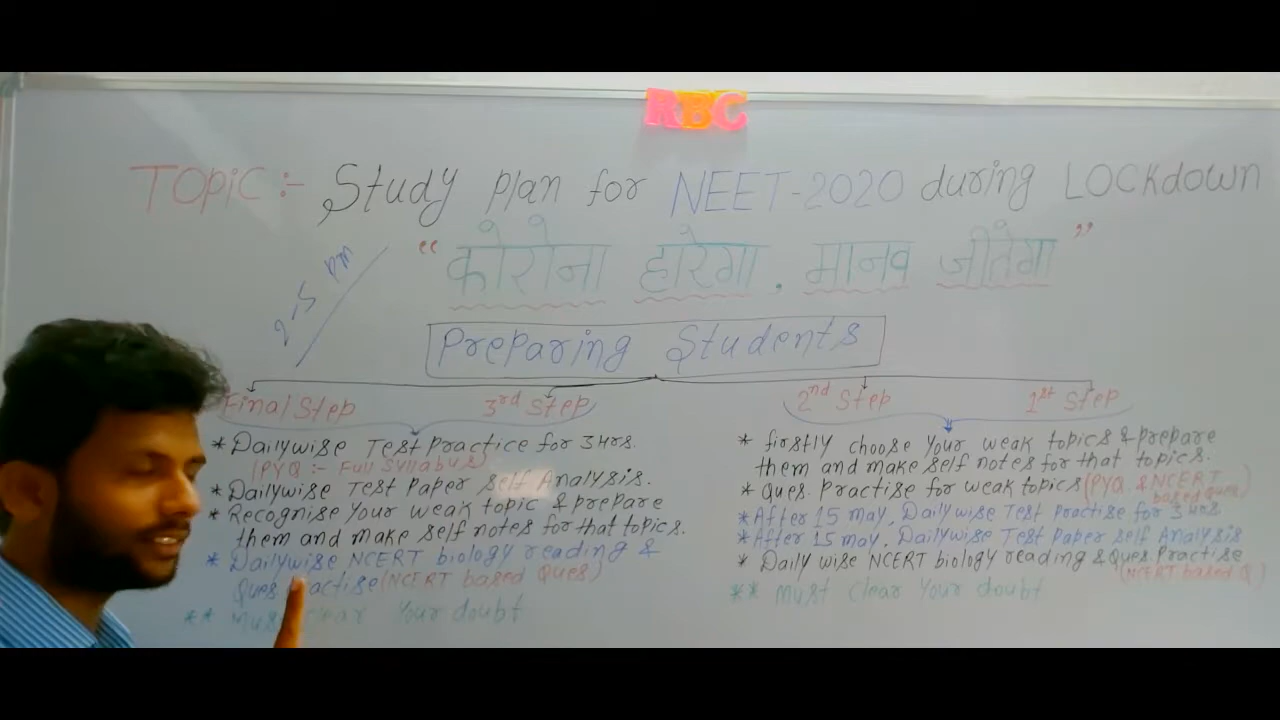 RBC
TOPIC:- Study plan for NEET-2020 during LOCKdown
“कोरोना हारेगा, मानव जीतेगा”
2-5 PM
Preparing Students
Final Step
3rd Step
2nd Step
1st Step
* Dailywise Test Practice for 3Hrs.
(PYQ :- Full Syllabus)
* Dailywise Test Paper Self Analysis.
* Recognise Your weak topic & prepare
them and make self notes for that topics.
* Dailywise NCERT biology reading &
Ques. Practise (NCERT based Ques)
** Must clear Your doubt
* firstly choose Your weak topics & prepare
them and make self notes for that topics.
* Ques. Practise for weak topics (PYQ & NCERT
based ques)
* After 15 may, Dailywise Test practise for 3Hrs
* After 15 may, Dailywise Test paper self Analysis
* Daily wise NCERT biology reading & Ques Practise
(NCERT based Q)
** Must clear Your doubt